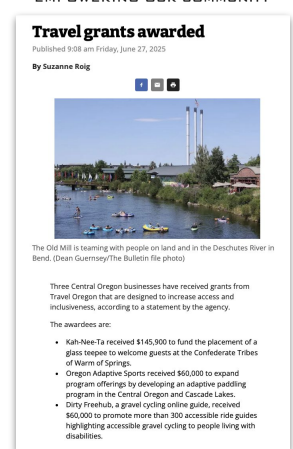 EMPOWERING OUR COMMUNITY
Travel grants awarded
Published 9:08 am Friday, June 27, 2025
By Suzanne Roig
The Old Mill is teaming with people on land and in the Deschutes River in
Bend. (Dean Guernsey/The Bulletin file photo)
Three Central Oregon businesses have received grants from
Travel Oregon that are designed to increase access and
inclusiveness, according to a statement by the agency.
The awardees are:
• Kah-Nee-Ta received $145,900 to fund the placement of a
glass teepee to welcome guests at the Confederate Tribes
of Warm of Springs.
• Oregon Adaptive Sports received $60,000 to expand
program offerings by developing an adaptive paddling
program in the Central Oregon and Cascade Lakes.
• Dirty Freehub, a gravel cycling online guide, received
$60,000 to promote more than 300 accessible ride guides
highlighting accessible gravel cycling to people living with
disabilities.